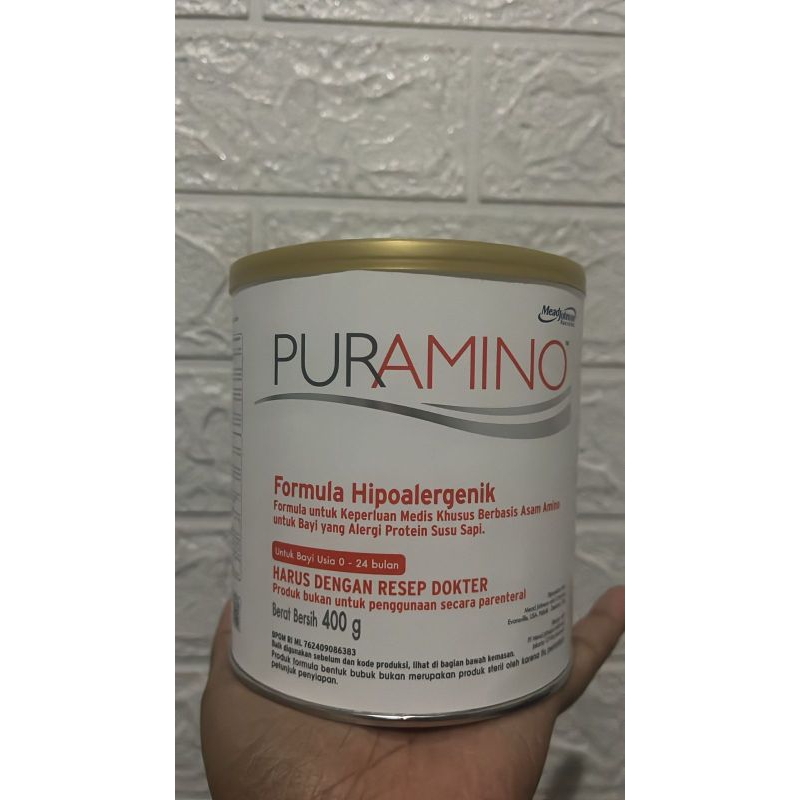 MeadJohnson
PURAMINO
Formula Hipoalergenik
Formula untuk Keperluan Medis Khusus Berbasis Asam Amino
untuk Bayi yang Alergi Protein Susu Sapi.
Untuk Bayi Usia 0 - 24 bulan
HARUS DENGAN RESEP DOKTER
Produk bukan untuk penggunaan secara parenteral
Berat Bersih 400 g
Evansville,
BPOM RI ML 762409086383
Baik digunakan sebelum dan kode produksi, lihat di bagian bawah kemasan.
Produk formula bentuk bubuk bukan merupakan produk steril oleh karena itu
petunjuk penyiapan.